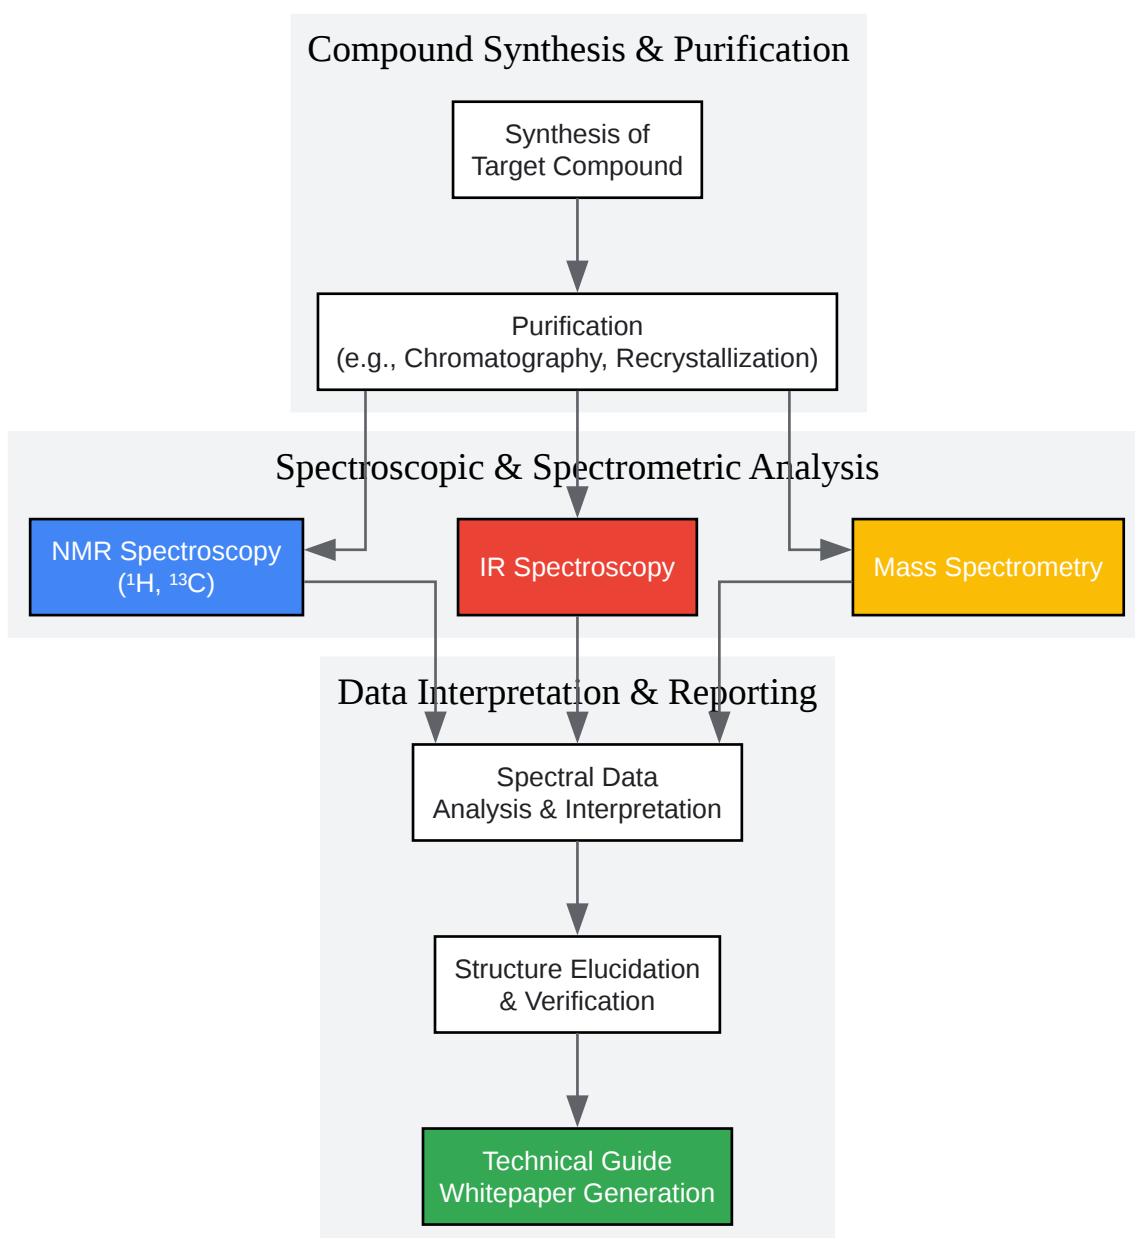 Compound Synthesis & Purification
Synthesis of
Target Compound
Purification
(e.g., Chromatography, Recrystallization)
Spectroscopic & Spectrometric Analysis
NMR Spectroscopy
(¹H, ¹³C)
IR Spectroscopy
Mass Spectrometry
Data Interpretation & Reporting
Spectral Data
Analysis & Interpretation
Structure Elucidation
& Verification
Technical Guide
Whitepaper Generation